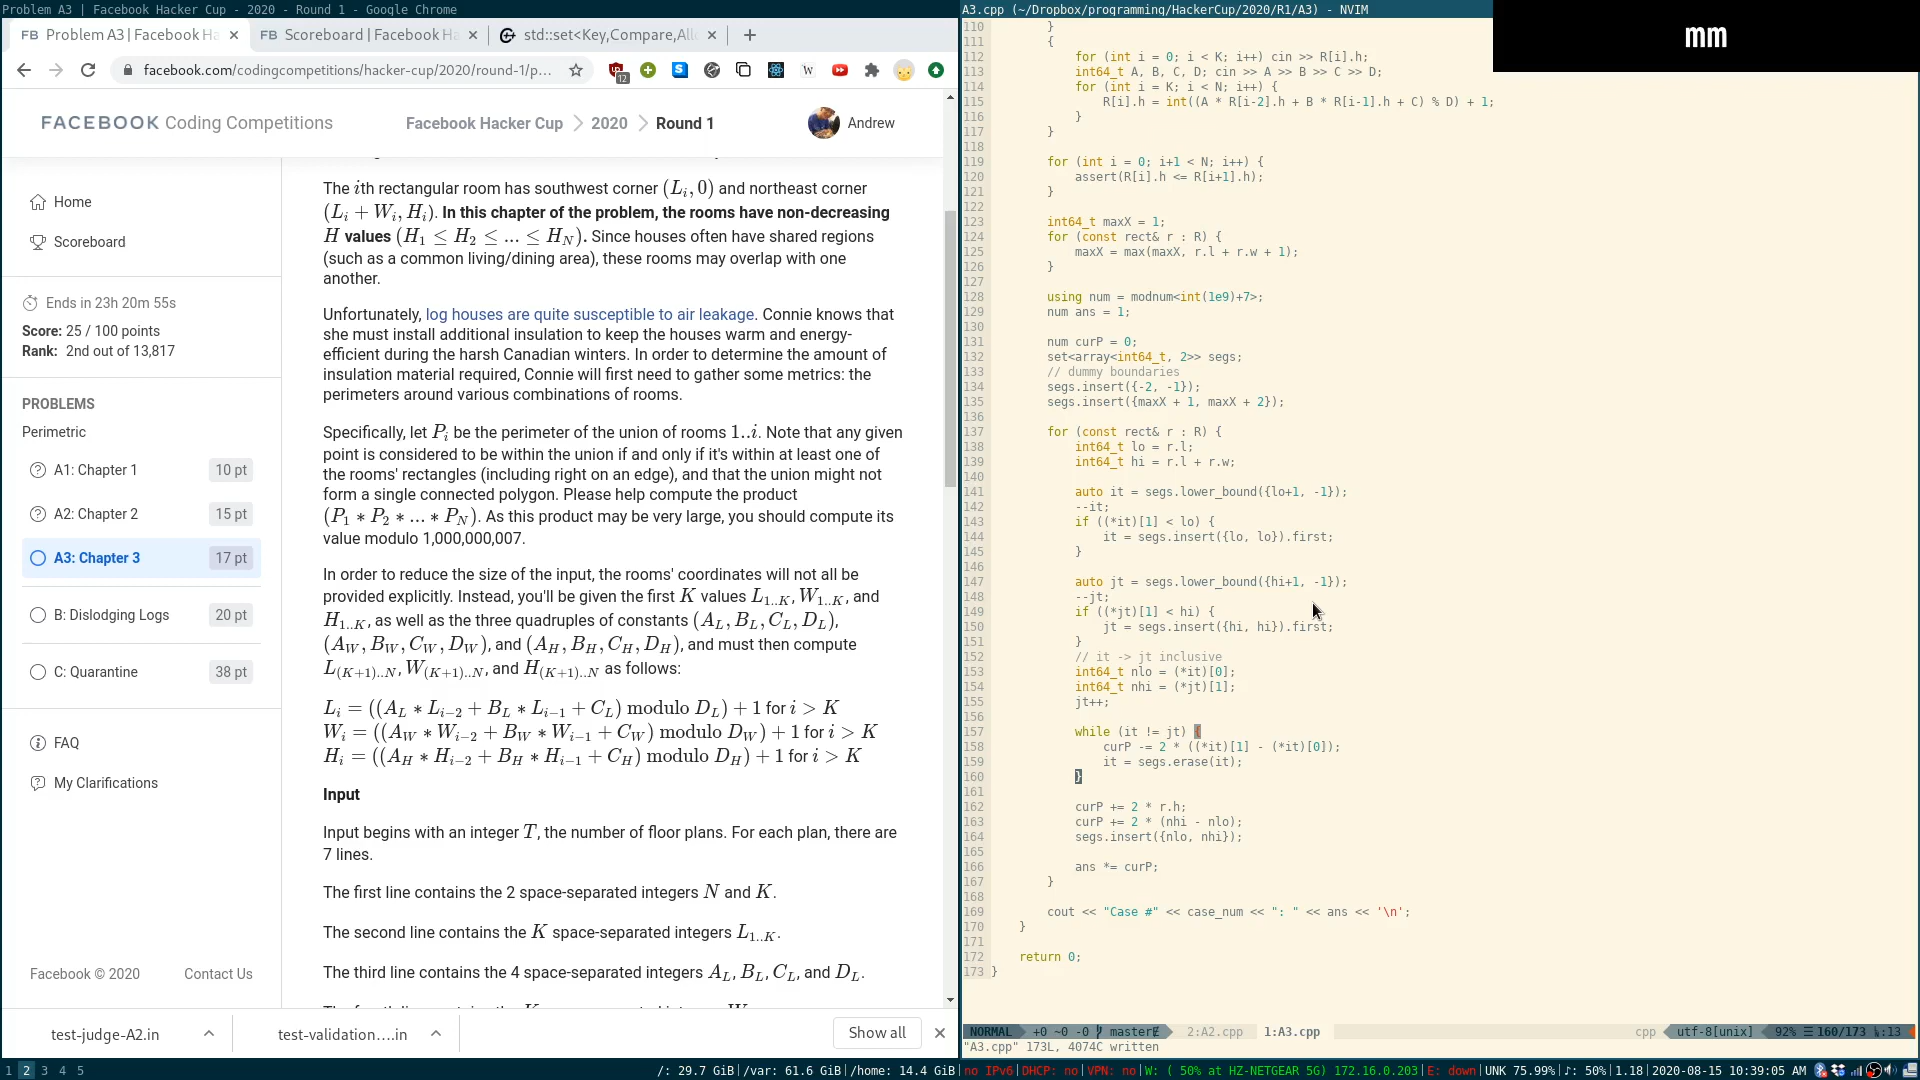 Problem A3 | Facebook Hacker Cup - 2020 - Round 1 - Google Chrome
FB Problem A3 | Facebook Ha
FB Scoreboard | Facebook H
std::set<Key,Compare,All
facebook.com/codingcompetitions/hacker-cup/2020/round-1/p...
12
W
FACEBOOK Coding Competitions
Facebook Hacker Cup
2020
Round 1
Andrew
Home
Scoreboard
Ends in 23h 20m 55s
Score: 25 / 100 points
Rank: 2nd out of 13,817
PROBLEMS
Perimetric
A1: Chapter 1 10 pt
A2: Chapter 2 15 pt
A3: Chapter 3 17 pt
B: Dislodging Logs 20 pt
C: Quarantine 38 pt
FAQ
My Clarifications
Facebook © 2020 Contact Us
The ith rectangular room has southwest corner (L_i, 0) and northeast corner
(L_i + W_i, H_i). In this chapter of the problem, the rooms have non-decreasing
H values (H_1 ≤ H_2 ≤ ... ≤ H_N). Since houses often have shared regions
(such as a common living/dining area), these rooms may overlap with one
another.
Unfortunately, log houses are quite susceptible to air leakage. Connie knows that
she must install additional insulation to keep the houses warm and energy-
efficient during the harsh Canadian winters. In order to determine the amount of
insulation material required, Connie will first need to gather some metrics: the
perimeters around various combinations of rooms.
Specifically, let P_i be the perimeter of the union of rooms 1..i. Note that any given
point is considered to be within the union if and only if it's within at least one of
the rooms' rectangles (including right on an edge), and that the union might not
form a single connected polygon. Please help compute the product
(P_1 * P_2 * ... * P_N). As this product may be very large, you should compute its
value modulo 1,000,000,007.
In order to reduce the size of the input, the rooms' coordinates will not all be
provided explicitly. Instead, you'll be given the first K values L_1..K, W_1..K, and
H_1..K, as well as the three quadruples of constants (A_L, B_L, C_L, D_L),
(A_W, B_W, C_W, D_W), and (A_H, B_H, C_H, D_H), and must then compute
L_(K+1)..N, W_(K+1)..N, and H_(K+1)..N as follows:
L_i = ((A_L * L_i-2 + B_L * L_i-1 + C_L) modulo D_L) + 1 for i > K
W_i = ((A_W * W_i-2 + B_W * W_i-1 + C_W) modulo D_W) + 1 for i > K
H_i = ((A_H * H_i-2 + B_H * H_i-1 + C_H) modulo D_H) + 1 for i > K
Input
Input begins with an integer T, the number of floor plans. For each plan, there are
7 lines.
The first line contains the 2 space-separated integers N and K.
The second line contains the K space-separated integers L_1..K.
The third line contains the 4 space-separated integers A_L, B_L, C_L, and D_L.
test-judge-A2.in
test-validation....in
Show all
A3.cpp (~/Dropbox/programming/HackerCup/2020/R1/A3) - NVIM
mm
110 }
111 {
112 for (int i = 0; i < K; i++) cin >> R[i].h;
113 int64_t A, B, C, D; cin >> A >> B >> C >> D;
114 for (int i = K; i < N; i++) {
115 R[i].h = int((A * R[i-2].h + B * R[i-1].h + C) % D) + 1;
116 }
117 }
118
119 for (int i = 0; i+1 < N; i++) {
120 assert(R[i].h <= R[i+1].h);
121 }
122
123 int64_t maxX = 1;
124 for (const rect& r : R) {
125 maxX = max(maxX, r.l + r.w + 1);
126 }
127
128 using num = modnum<int(1e9)+7>;
129 num ans = 1;
130
131 num curP = 0;
132 set<array<int64_t, 2>> segs;
133 // dummy boundaries
134 segs.insert({-2, -1});
135 segs.insert({maxX + 1, maxX + 2});
136
137 for (const rect& r : R) {
138 int64_t lo = r.l;
139 int64_t hi = r.l + r.w;
140
141 auto it = segs.lower_bound({lo+1, -1});
142 --it;
143 if ((*it)[1] < lo) {
144 it = segs.insert({lo, lo}).first;
145 }
146
147 auto jt = segs.lower_bound({hi+1, -1});
148 --jt;
149 if ((*jt)[1] < hi) {
150 jt = segs.insert({hi, hi}).first;
151 }
152 // it -> jt inclusive
153 int64_t nlo = (*it)[0];
154 int64_t nhi = (*jt)[1];
155 jt++;
156
157 while (it != jt) {
158 curP -= 2 * ((*it)[1] - (*it)[0]);
159 it = segs.erase(it);
160 }
161
162 curP += 2 * r.h;
163 curP += 2 * (nhi - nlo);
164 segs.insert({nlo, nhi});
165
166 ans *= curP;
167 }
168
169 cout << "Case #" << case_num << ": " << ans << '\n';
170 }
171
172 return 0;
173 }
NORMAL +0 ~0 -0 master 2:A2.cpp 1:A3.cpp cpp utf-8[unix] 92% 160/173 :13
"A3.cpp" 173L, 4074C written
1 2 3 4 5
/: 29.7 GiB|/var: 61.6 GiB|/home: 14.4 GiB|no IPv6|DHCP: no|VPN: no|W: ( 50% at HZ-NETGEAR 5G) 172.16.0.203|E: down|UNK 75.99%|♪: 50%|1.18|2020-08-15 10:39:05 AM